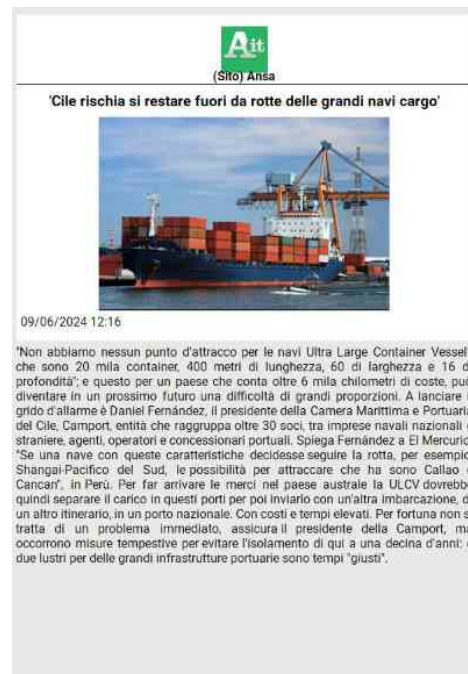 Ait
(Sito) Ansa
'Cile rischia si restare fuori da rotte delle grandi navi cargo'
09/06/2024 12:16
"Non abbiamo nessun punto d'attracco per le navi Ultra Large Container Vessel"
che sono 20 mila container, 400 metri di lunghezza, 60 di larghezza e 16 d
profondità"; e questo per un paese che conta oltre 6 mila chilometri di coste, può
diventare in un prossimo futuro una difficoltà di grandi proporzioni. A lanciare i
grido d'allarme è Daniel Fernández, il presidente della Camera Marittima e Portuaria
del Cile, Camport, entità che raggruppa oltre 30 soci, tra imprese navali nazionali e
straniere, agenti, operatori e concessionari portuali. Spiega Fernández a El Mercurio
"Se una nave con queste caratteristiche decidesse seguire la rotta, per esempio
Shangai-Pacifico del Sud, le possibilità per attraccare che ha sono Callao e
Cancan", in Perù. Per far arrivare le merci nel paese australe la ULCV dovrebbe
quindi separare il carico in questi porti per poi inviarlo con un'altra imbarcazione, d
un altro itinerario, in un porto nazionale. Con costi e tempi elevati. Per fortuna non s
tratta di un problema immediato, assicura il presidente della Camport, ma
occorrono misure tempestive per evitare l'isolamento di qui a una decina d'anni:
due lustri per delle grandi infrastrutture portuarie sono tempi "giusti".